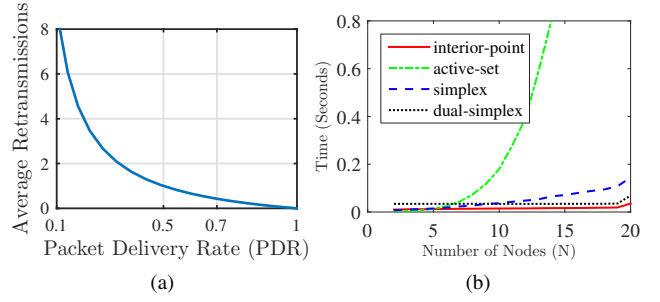 Average Retransmissions
8
6
4
2
0
0.1
0.5
0.7
1
Packet Delivery Rate (PDR)
(a)
Time (Seconds)
0.8
0.6
0.4
0.2
0
interior-point
active-set
simplex
dual-simplex
0
5
10
15
20
Number of Nodes (N)
(b)